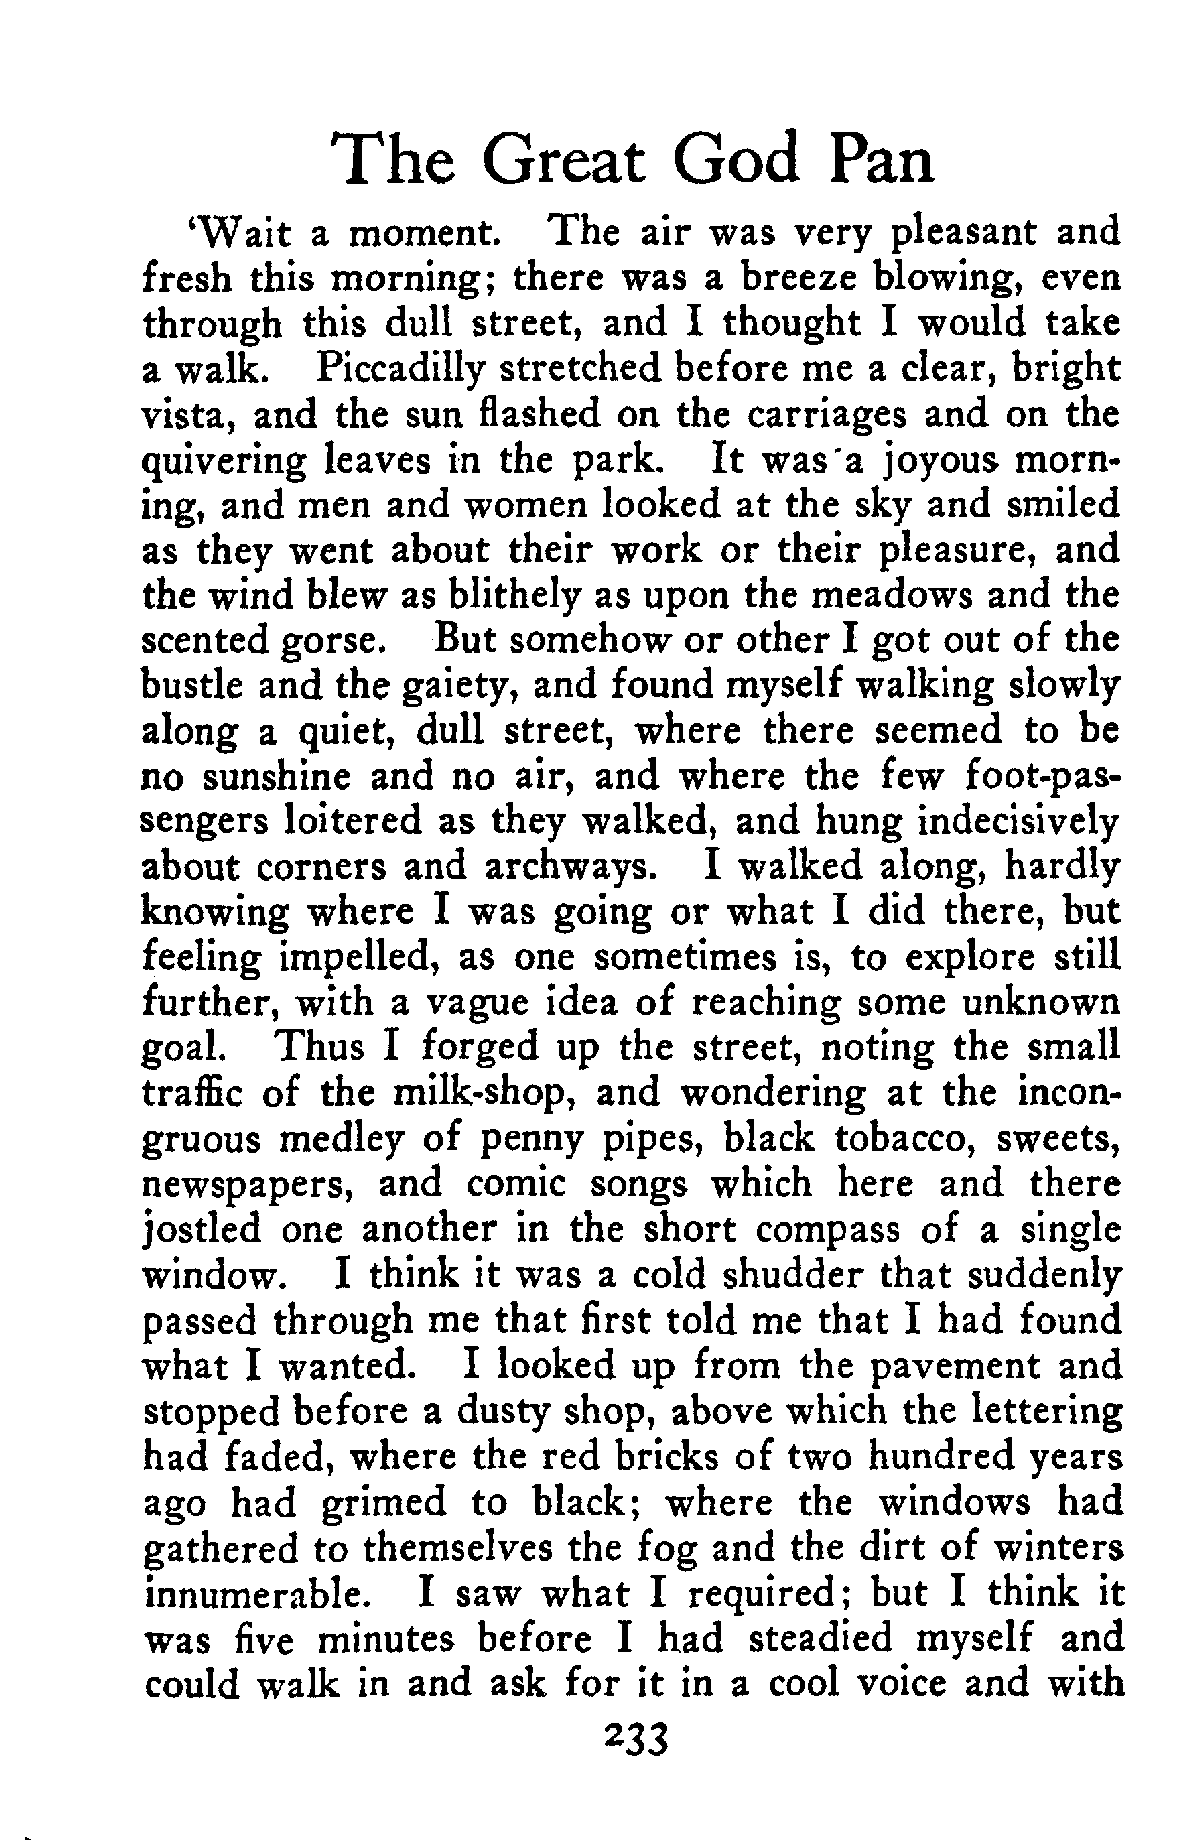 The Great God Pan
‘Wait a moment. The air was very pleasant and
fresh this morning; there was a breeze blowing, even
through this dull street, and I thought I would take
a walk. Piccadilly stretched before me a clear, bright
vista, and the sun flashed on the carriages and on the
quivering leaves in the park. It was a joyous morn-
ing, and men and women looked at the sky and smiled
as they went about their work or their pleasure, and
the wind blew as blithely as upon the meadows and the
scented gorse. But somehow or other I got out of the
bustle and the gaiety, and found myself walking slowly
along a quiet, dull street, where there seemed to be
no sunshine and no air, and where the few foot-pas-
sengers loitered as they walked, and hung indecisively
about corners and archways. I walked along, hardly
knowing where I was going or what I did there, but
feeling impelled, as one sometimes is, to explore still
further, with a vague idea of reaching some unknown
goal. Thus I forged up the street, noting the small
traffic of the milk-shop, and wondering at the incon-
gruous medley of penny pipes, black tobacco, sweets,
newspapers, and comic songs which here and there
jostled one another in the short compass of a single
window. I think it was a cold shudder that suddenly
passed through me that first told me that I had found
what I wanted. I looked up from the pavement and
stopped before a dusty shop, above which the lettering
had faded, where the red bricks of two hundred years
ago had grimed to black; where the windows had
gathered to themselves the fog and the dirt of winters
innumerable. I saw what I required; but I think it
was five minutes before I had steadied myself and
could walk in and ask for it in a cool voice and with
233